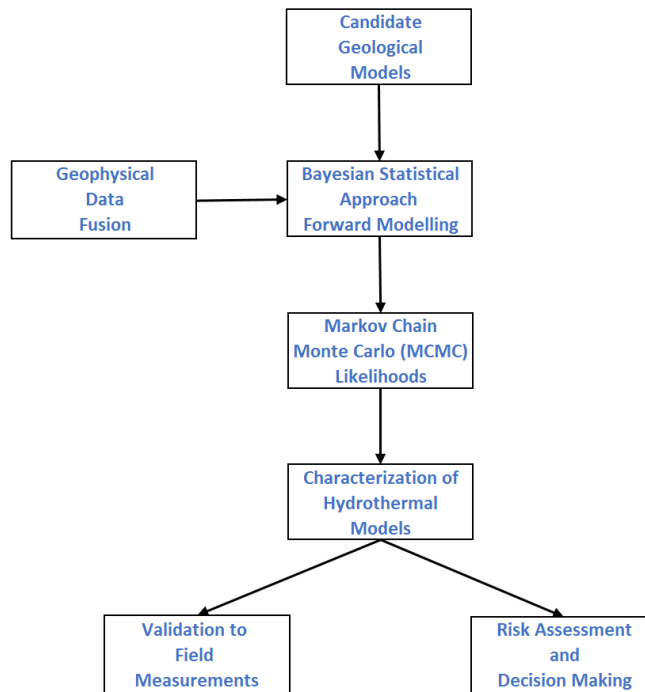 Candidate
Geological
Models
Geophysical
Data
Fusion
Bayesian Statistical
Approach
Forward Modelling
Markov Chain
Monte Carlo (MCMC)
Likelihoods
Characterization of
Hydrothermal
Models
Validation to
Field
Measurements
Risk Assessment
and
Decision Making